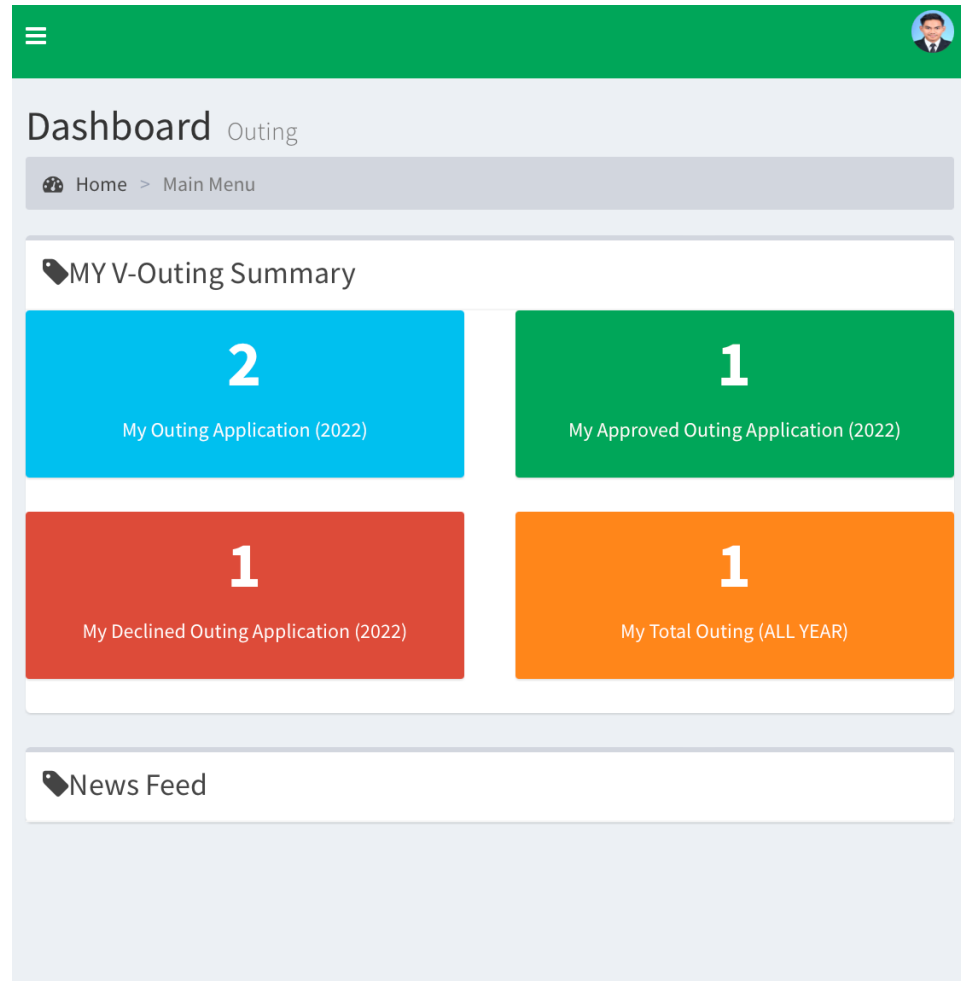 Dashboard Outing
Home > Main Menu
MY V-Outing Summary
2
My Outing Application (2022)
1
My Approved Outing Application (2022)
1
My Declined Outing Application (2022)
1
My Total Outing (ALL YEAR)
News Feed